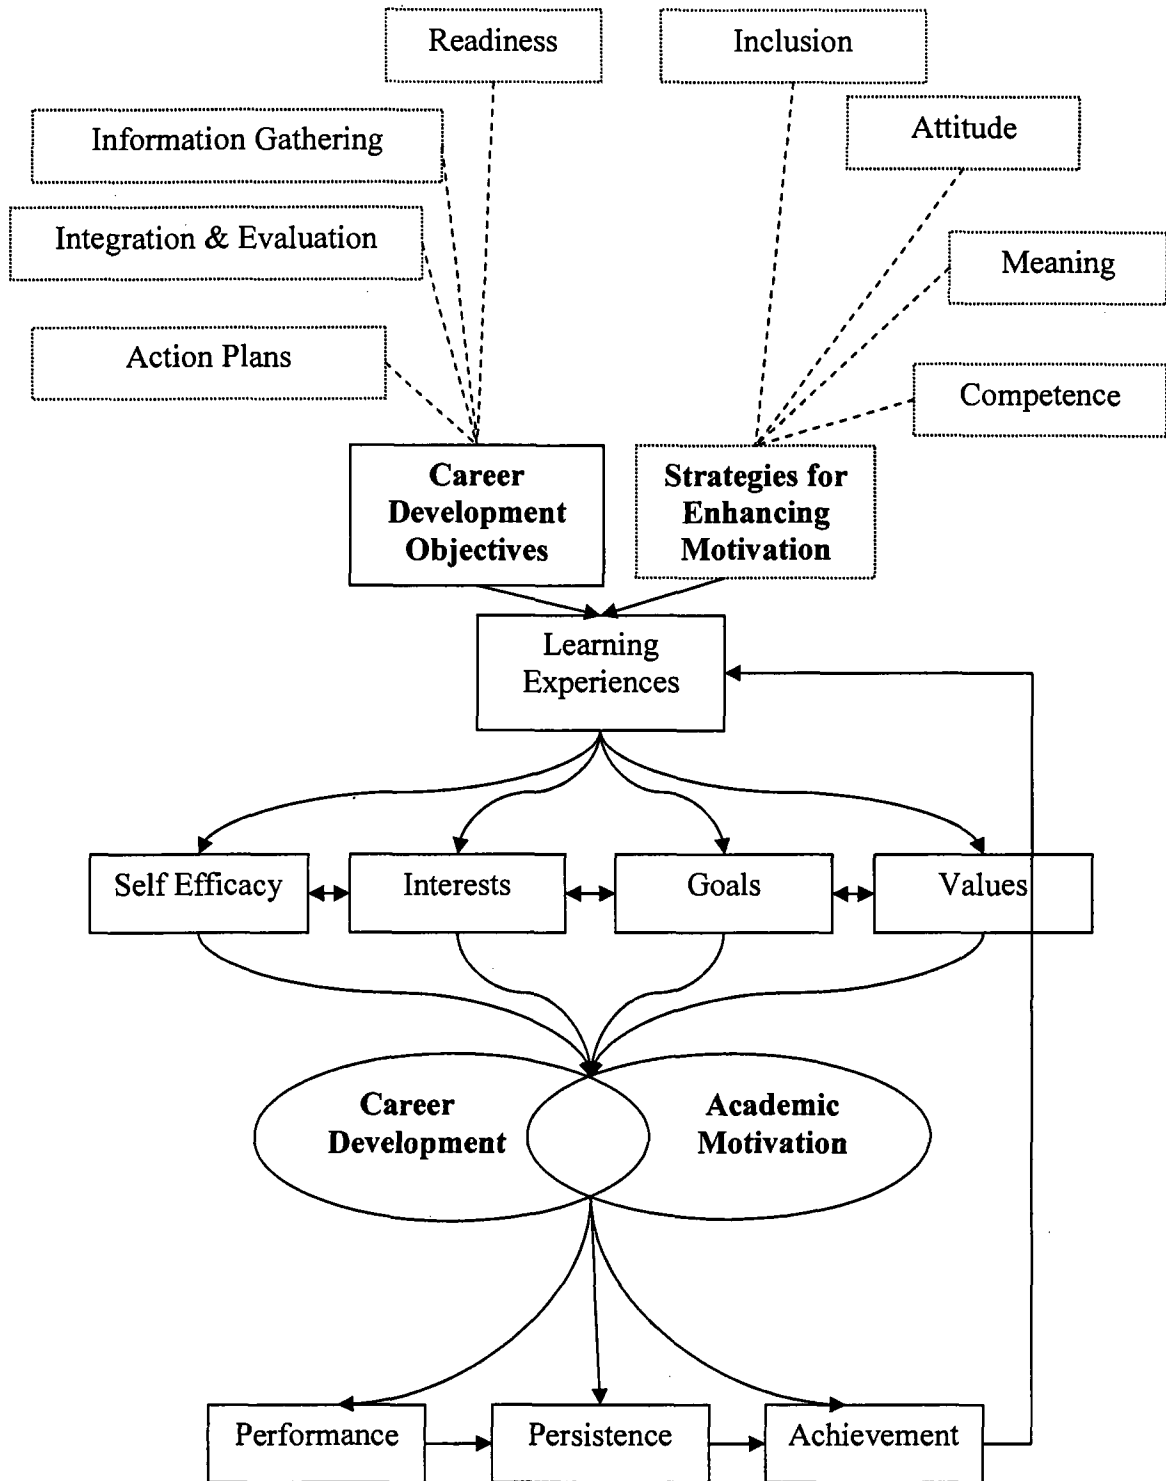 Readiness
Inclusion
Information Gathering
Attitude
Integration & Evaluation
Meaning
Action Plans
Competence
Career
Development
Objectives
Strategies for
Enhancing
Motivation
Learning
Experiences
Self Efficacy
Interests
Goals
Values
Career
Development
Academic
Motivation
Performance
Persistence
Achievement